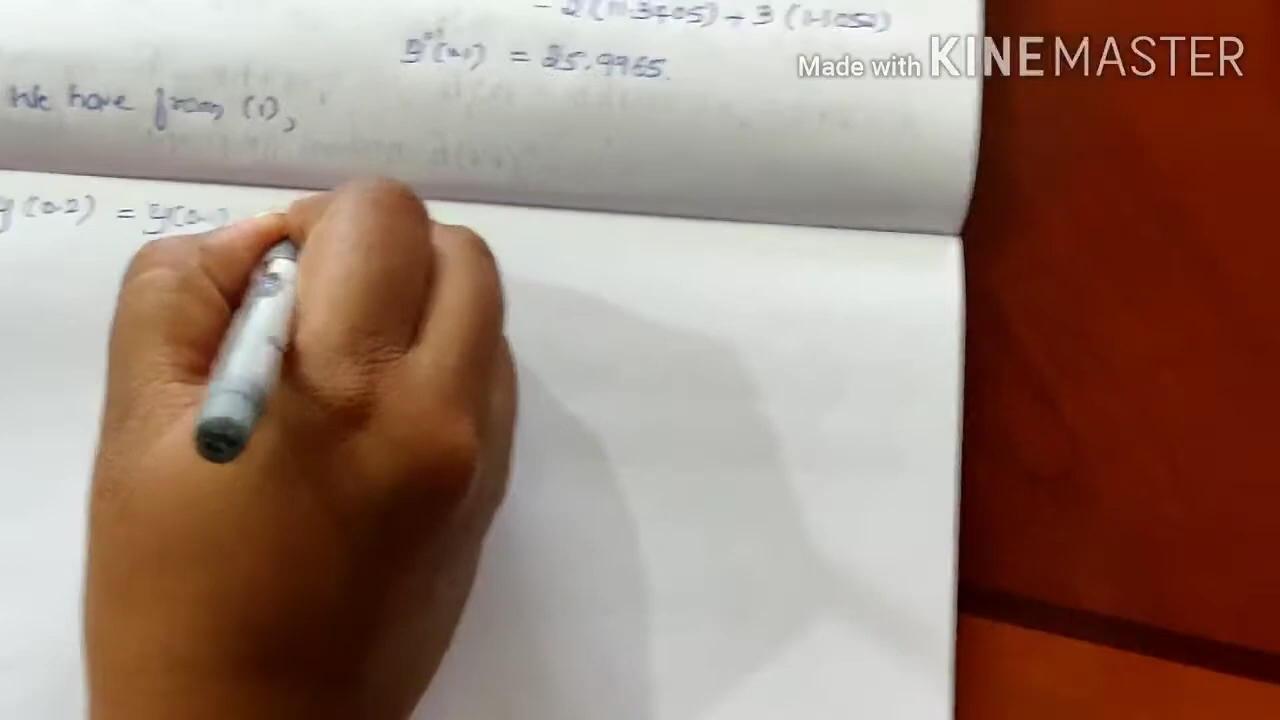 - 2 (11.3405) + 3 (1.1052)
Made with KINEMASTER
(0.1) = 25.9965.
We have from (1),
y (0.2) = y(0.1)